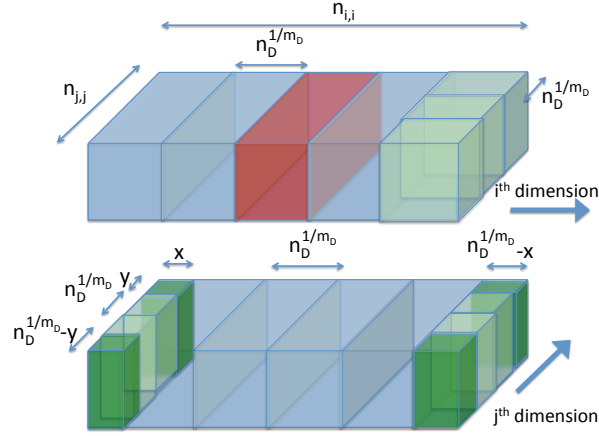 n_{i,i}
n_D^{1/m_D}
n_{j,j}
n_D^{1/m_D}
i^{th} dimension
x
n_D^{1/m_D}
n_D^{1/m_D}-x
y
n_D^{1/m_D}
n_D^{1/m_D}-y
j^{th} dimension